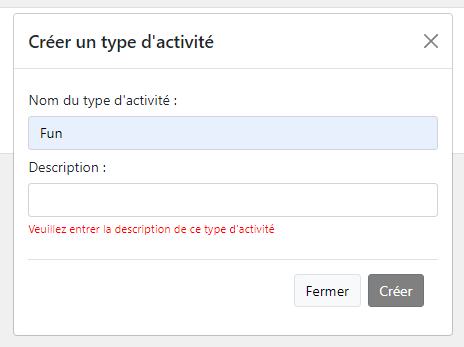 Créer un type d'activité
Nom du type d'activité :
Fun
Description :
Veuillez entrer la description de ce type d'activité
Fermer
Créer